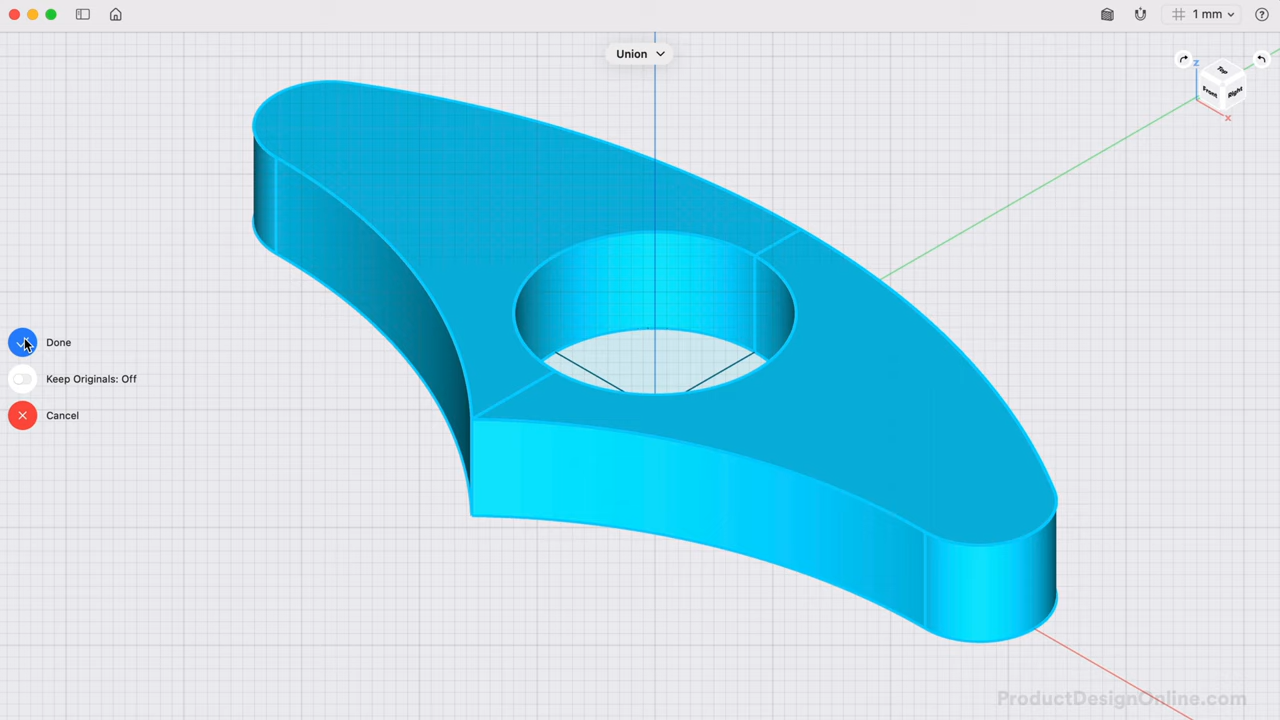 1 mm
Union
Z
Top
Front
Right
X
Done
Keep Originals: Off
Cancel
ProductDesignOnline.com